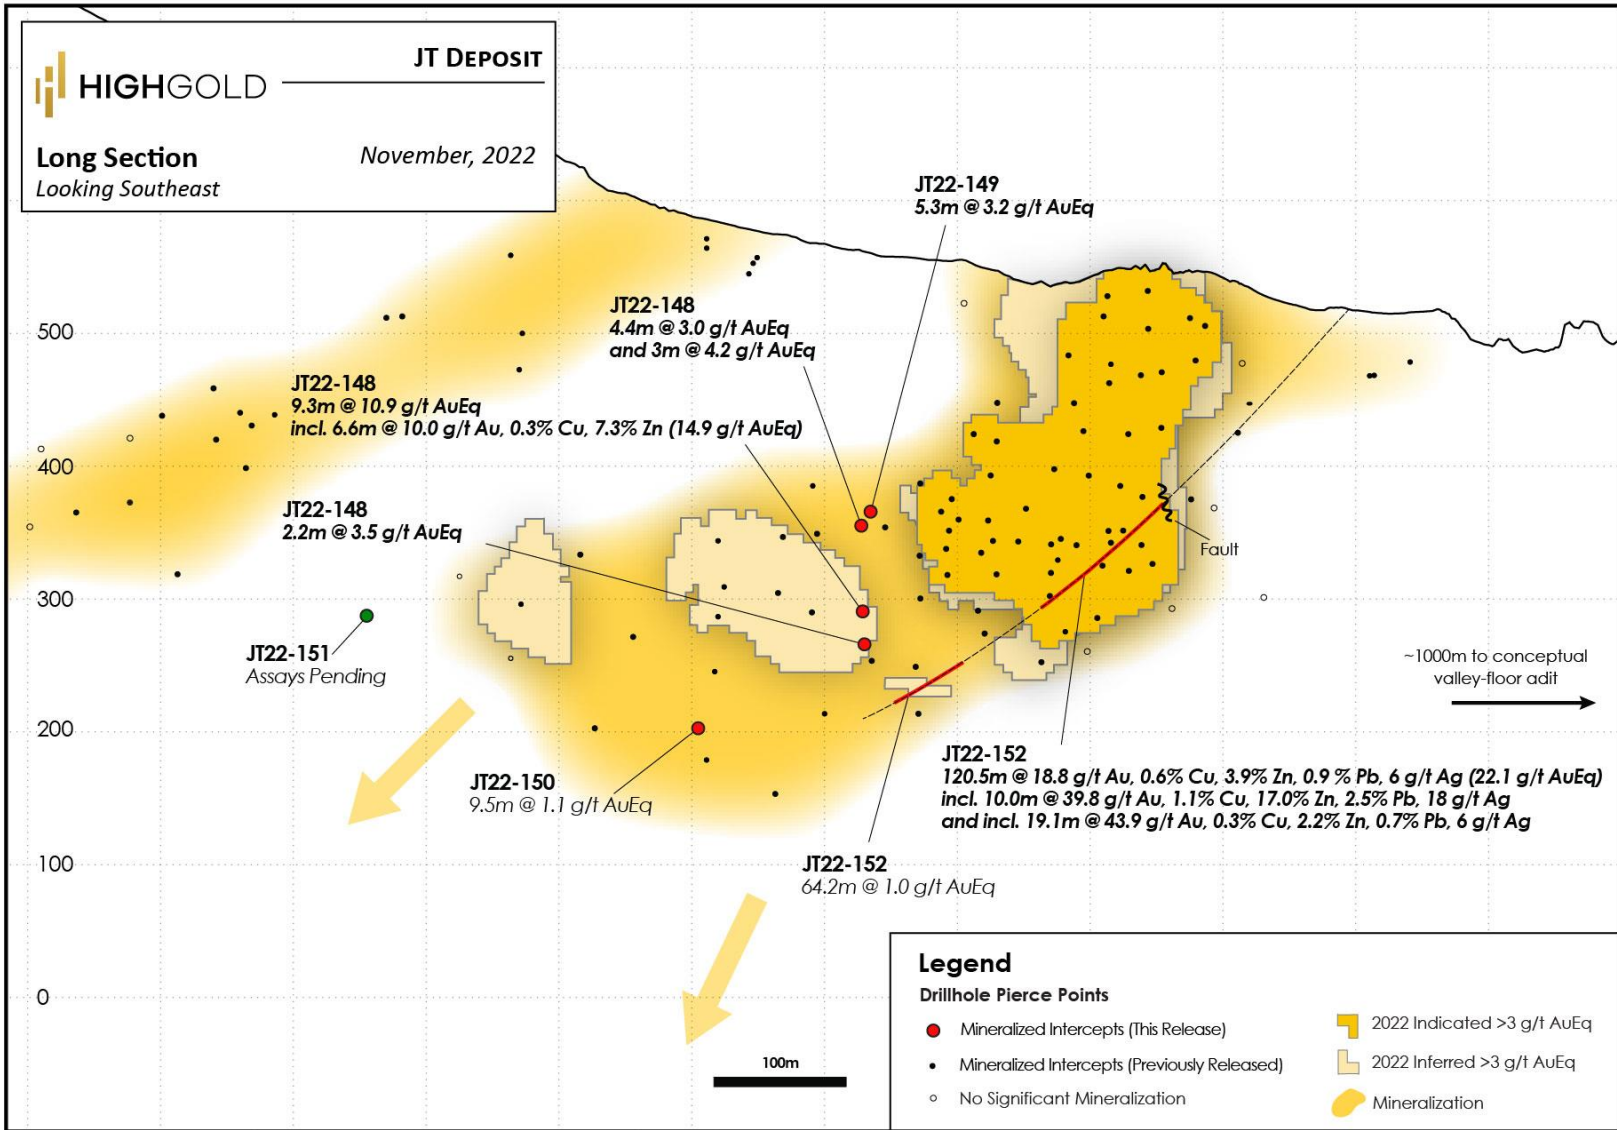 JT DEPOSIT
HIGHGOLD
Long Section
November, 2022
Looking Southeast
JT22-149
5.3m @ 3.2 g/t AuEq
JT22-148
4.4m @ 3.0 g/t AuEq
and 3m @ 4.2 g/t AuEq
500
JT22-148
9.3m @ 10.9 g/t AuEq
incl. 6.6m @ 10.0 g/t Au, 0.3% Cu, 7.3% Zn (14.9 g/t AuEq)
400
JT22-148
2.2m @ 3.5 g/t AuEq
Fault
300
JT22-151
Assays Pending
~1000m to conceptual
valley-floor adit
200
JT22-152
120.5m @ 18.8 g/t Au, 0.6% Cu, 3.9% Zn, 0.9 % Pb, 6 g/t Ag (22.1 g/t AuEq)
incl. 10.0m @ 39.8 g/t Au, 1.1% Cu, 17.0% Zn, 2.5% Pb, 18 g/t Ag
and incl. 19.1m @ 43.9 g/t Au, 0.3% Cu, 2.2% Zn, 0.7% Pb, 6 g/t Ag
JT22-150
9.5m @ 1.1 g/t AuEq
100
JT22-152
64.2m @ 1.0 g/t AuEq
0
100m
Legend
Drillhole Pierce Points
Mineralized Intercepts (This Release)
Mineralized Intercepts (Previously Released)
No Significant Mineralization
2022 Indicated >3 g/t AuEq
2022 Inferred >3 g/t AuEq
Mineralization